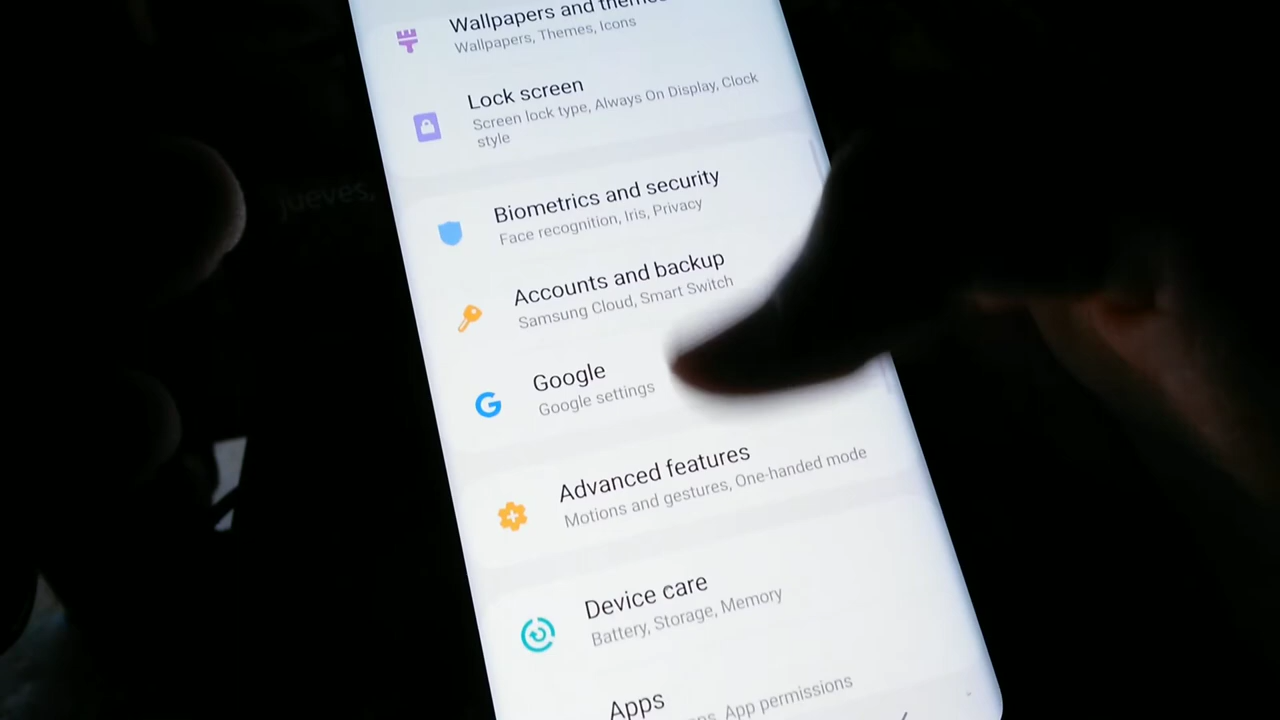 Wallpapers and themes
Wallpapers, Themes, Icons
Lock screen
Screen lock type, Always On Display, Clock
style
jueves,
Biometrics and security
Face recognition, Iris, Privacy
Accounts and backup
Samsung Cloud, Smart Switch
Google
Google settings
Advanced features
Motions and gestures, One-handed mode
Device care
Battery, Storage, Memory
Apps
App permissions